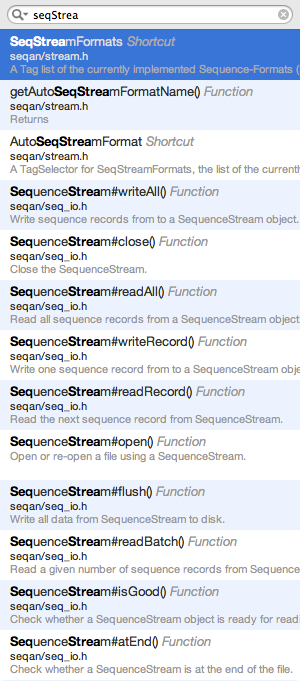 seqStrea
SeqStreamFormats Shortcut
seqan/stream.h
A Tag list of the currently implemented Sequence-Formats (
getAutoSeqStreamFormatName() Function
seqan/stream.h
Returns
AutoSeqStreamFormat Shortcut
seqan/stream.h
A TagSelector for SeqStreamFormats, the list of the current
SequenceStream#writeAll() Function
seqan/seq_io.h
Write sequence records from to a SequenceStream object.
SequenceStream#close() Function
seqan/seq_io.h
Close the SequenceStream.
SequenceStream#readAll() Function
seqan/seq_io.h
Read all sequence records from a SequenceStream object
SequenceStream#writeRecord() Function
seqan/seq_io.h
Write one sequence record from to a SequenceStream obje
SequenceStream#readRecord() Function
seqan/seq_io.h
Read the next sequence record from SequenceStream.
SequenceStream#open() Function
Open or re-open a file using a SequenceStream.
SequenceStream#flush() Function
seqan/seq_io.h
Write all data from SequenceStream to disk.
SequenceStream#readBatch() Function
seqan/seq_io.h
Read a given number of sequence records from Sequence
SequenceStream#isGood() Function
seqan/seq_io.h
Check whether a SequenceStream object is ready for readi
SequenceStream#atEnd() Function
seqan/seq_io.h
Check whether a SequenceStream is at the end of the file.